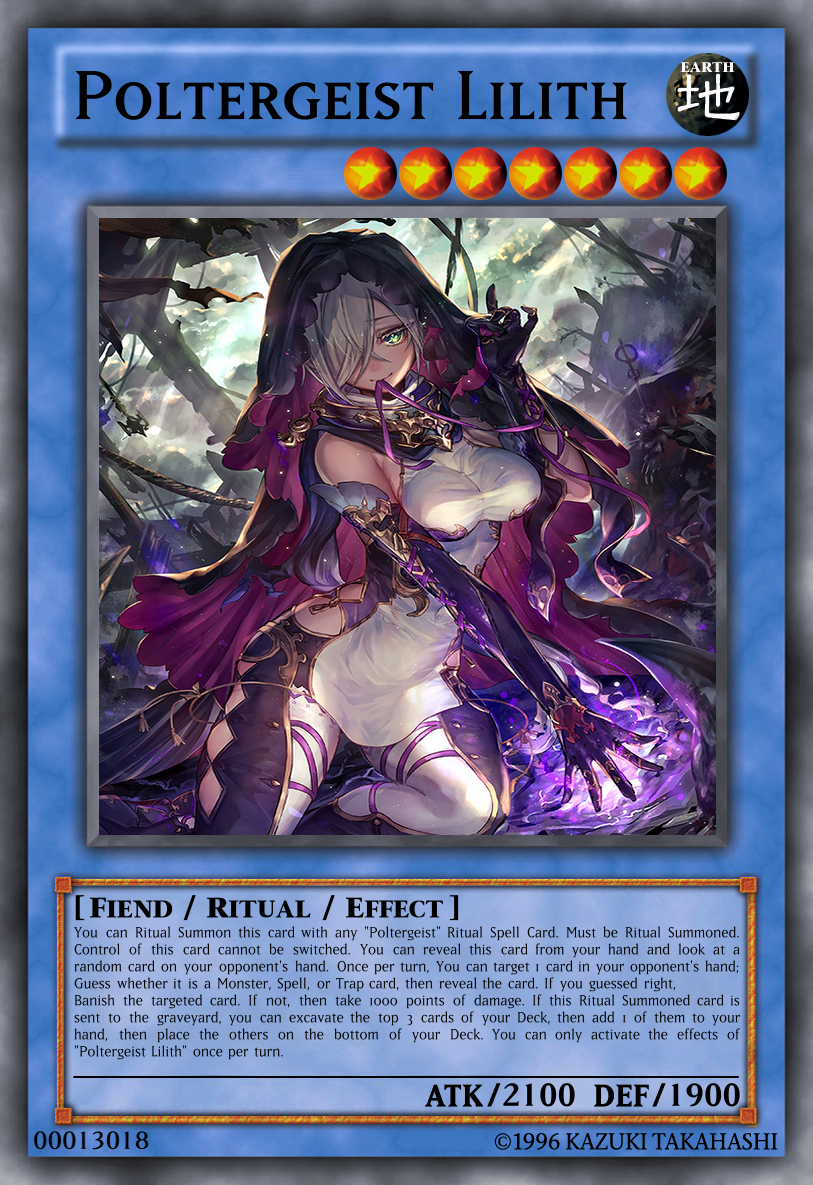 Poltergeist Lilith
EARTH
地
[ Fiend / Ritual / Effect ]
You can Ritual Summon this card with any "Poltergeist" Ritual Spell Card. Must be Ritual Summoned.
Control of this card cannot be switched. You can reveal this card from your hand and look at a
random card on your opponent's hand. Once per turn, You can target 1 card in your opponent's hand;
Guess whether it is a Monster, Spell, or Trap card, then reveal the card. If you guessed right,
Banish the targeted card. If not, then take 1000 points of damage. If this Ritual Summoned card is
sent to the graveyard, you can excavate the top 3 cards of your Deck, then add 1 of them to your
hand, then place the others on the bottom of your Deck. You can only activate the effects of
"Poltergeist Lilith" once per turn.
ATK/2100 DEF/1900
00013018
©1996 KAZUKI TAKAHASHI